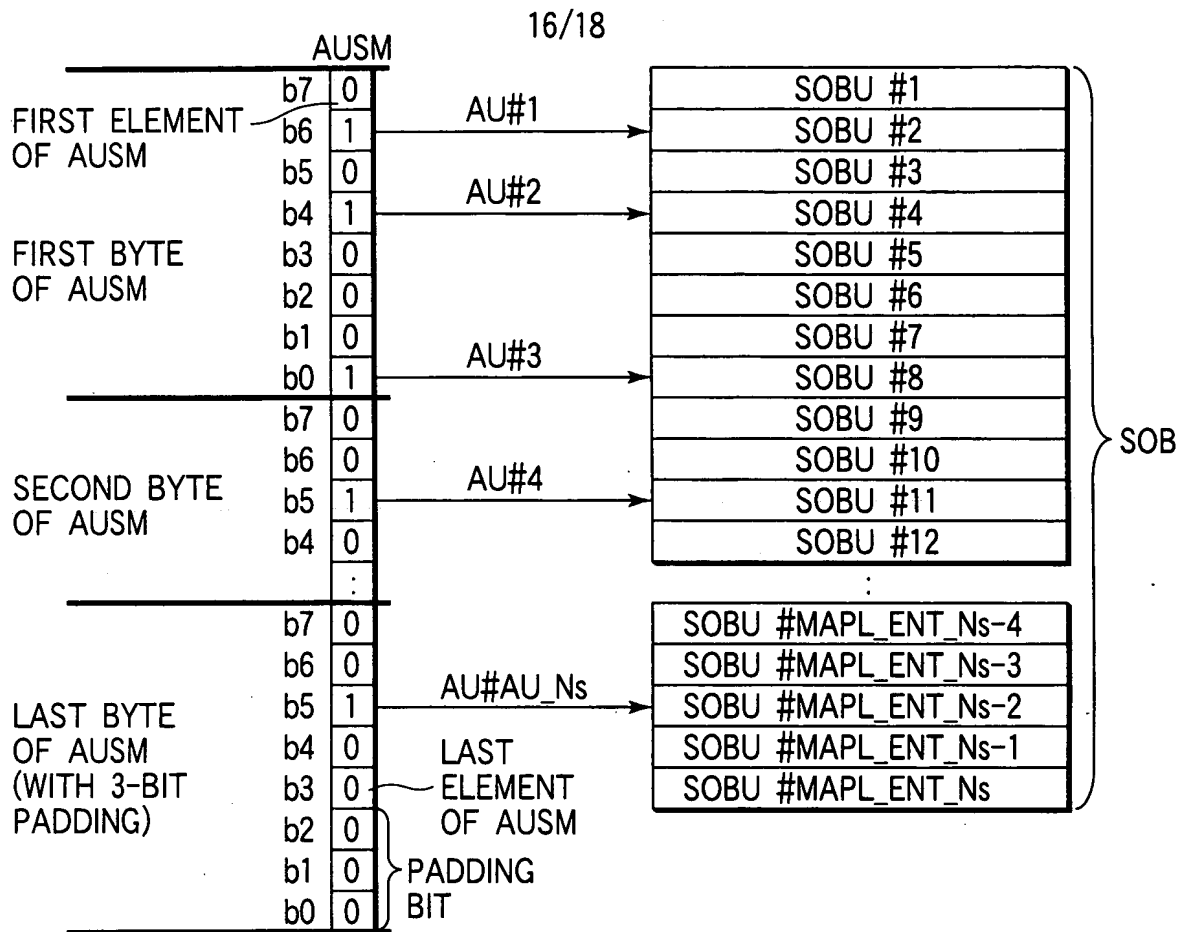 16/18
AUSM
b7 0 SOBU #1
FIRST ELEMENT OF AUSM
b6 1 AU#1 SOBU #2
b5 0 SOBU #3
b4 1 AU#2 SOBU #4
FIRST BYTE OF AUSM
b3 0 SOBU #5
b2 0 SOBU #6
b1 0 SOBU #7
b0 1 AU#3 SOBU #8
b7 0 SOBU #9
SOB
b6 0 SOBU #10
SECOND BYTE OF AUSM
b5 1 AU#4 SOBU #11
b4 0 SOBU #12
: :
b7 0 SOBU #MAPL_ENT_Ns-4
b6 0 SOBU #MAPL_ENT_Ns-3
b5 1 AU#AU_Ns SOBU #MAPL_ENT_Ns-2
LAST BYTE OF AUSM (WITH 3-BIT PADDING)
b4 0 SOBU #MAPL_ENT_Ns-1
b3 0 LAST ELEMENT OF AUSM SOBU #MAPL_ENT_Ns
b2 0
b1 0 PADDING BIT
b0 0